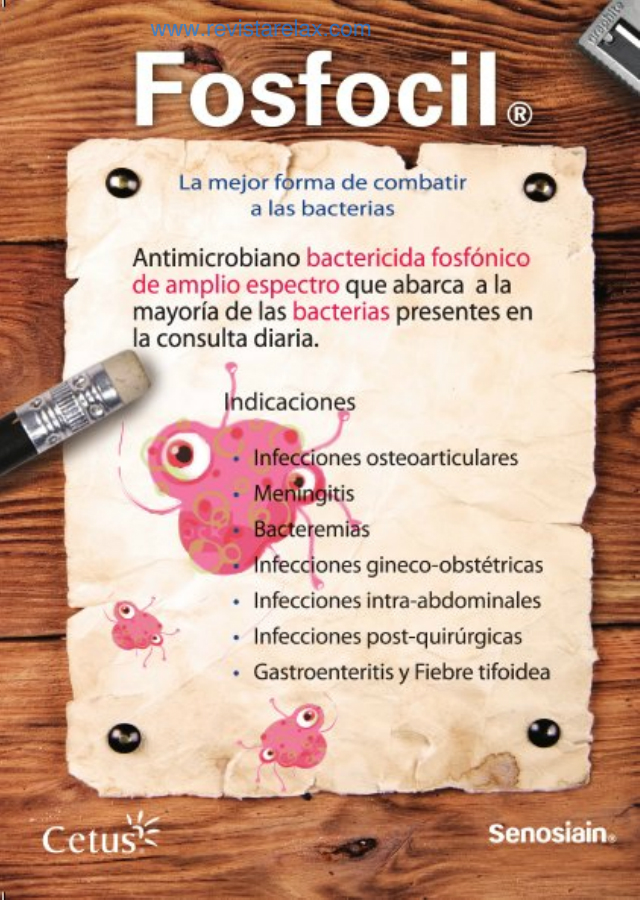 www.revistarelax.com
Fosfocil®
La mejor forma de combatir
a las bacterias
Antimicrobiano bactericida fosfónico
de amplio espectro que abarca a la
mayoría de las bacterias presentes en
la consulta diaria.
Indicaciones
• Infecciones osteoarticulares
• Meningitis
• Bacteremias
• Infecciones gineco-obstétricas
• Infecciones intra-abdominales
• Infecciones post-quirúrgicas
• Gastroenteritis y Fiebre tifoidea
Cetus
Senosiain®